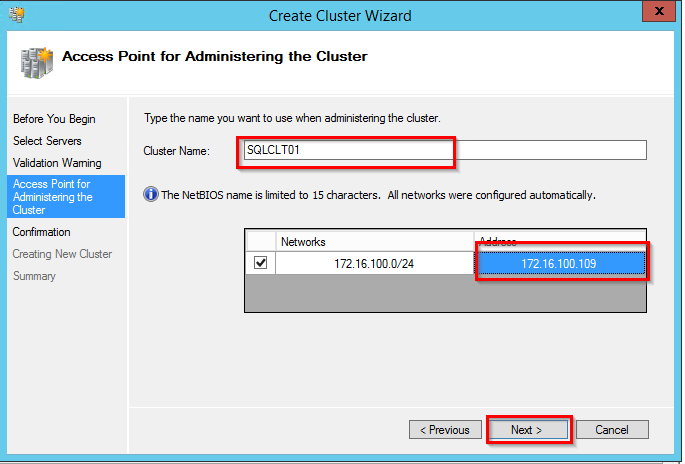 Create Cluster Wizard
x
Access Point for Administering the Cluster
Before You Begin
Select Servers
Validation Warning
Access Point for
Administering the
Cluster
Confirmation
Creating New Cluster
Summary
Type the name you want to use when administering the cluster.
Cluster Name: SQLCLT01
The NetBIOS name is limited to 15 characters. All networks were configured automatically.
Networks Address
172.16.100.0/24 172.16.100.109
< Previous Next > Cancel